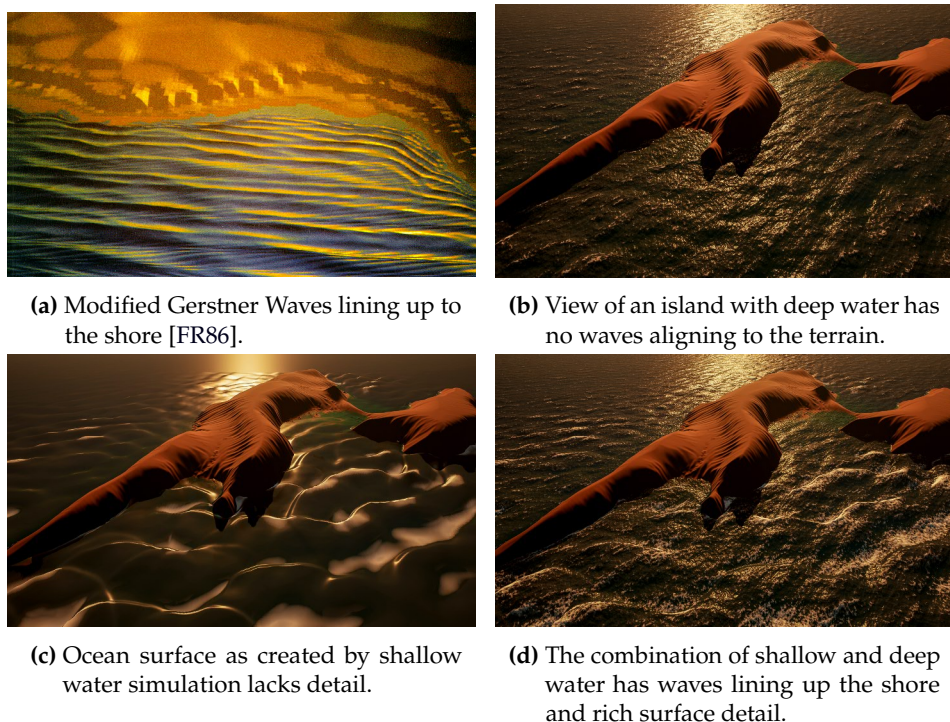 (a) Modified Gerstner Waves lining up to
the shore [FR86].
(b) View of an island with deep water has
no waves aligning to the terrain.
(c) Ocean surface as created by shallow
water simulation lacks detail.
(d) The combination of shallow and deep
water has waves lining up the shore
and rich surface detail.